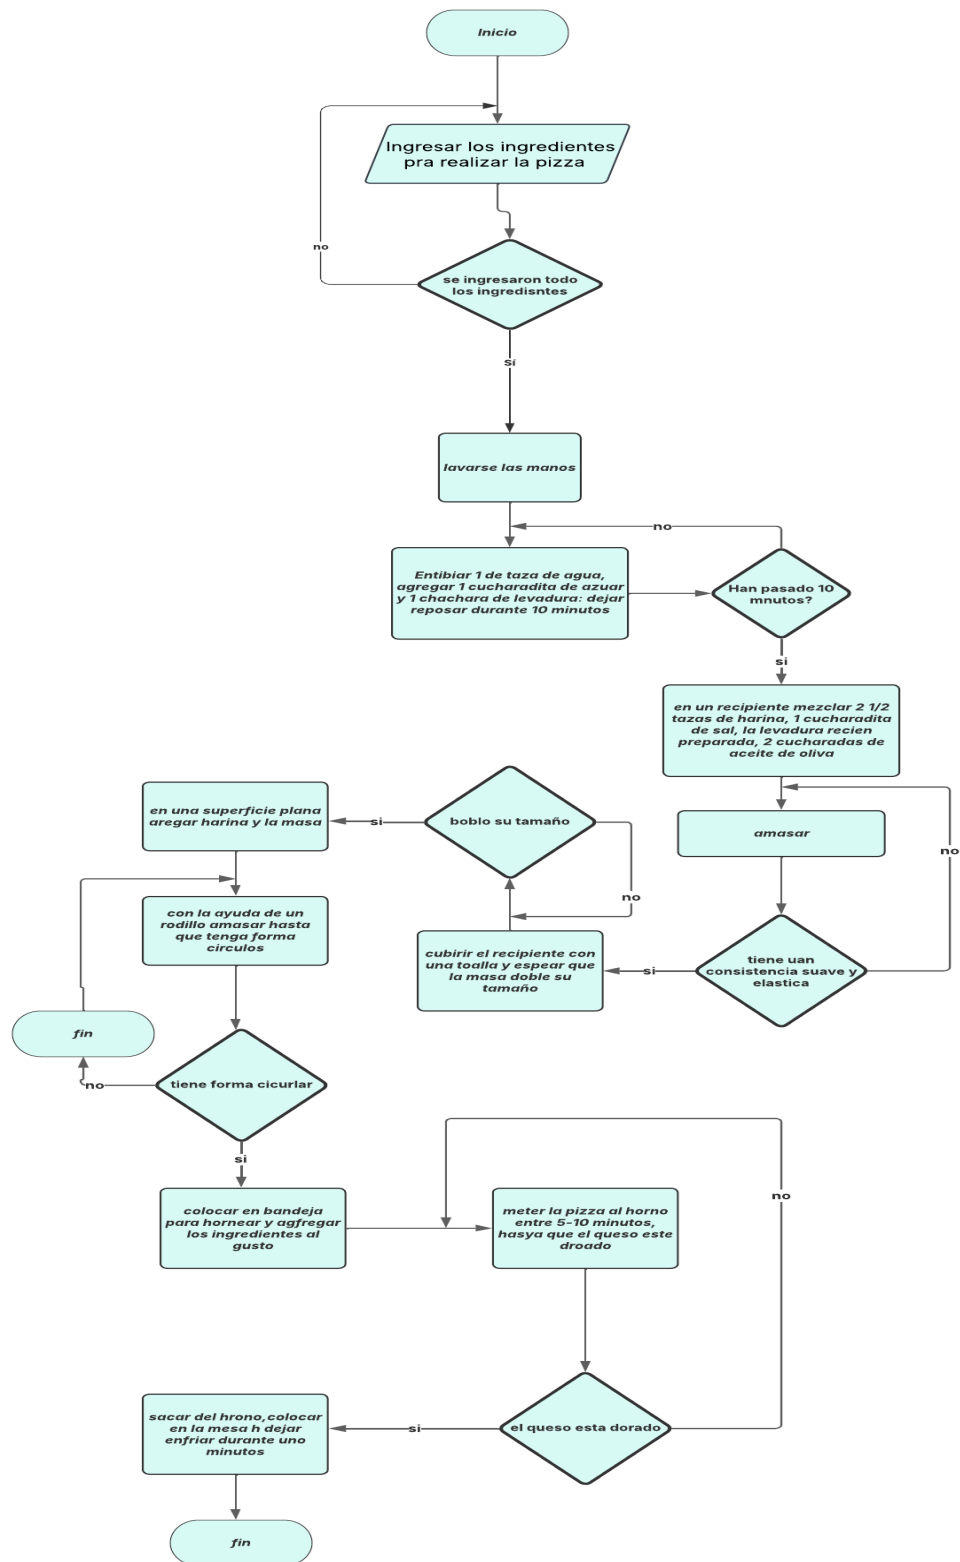 Inicio
Ingresar los ingredientes
pra realizar la pizza
no
se ingresaron todo
los ingredisntes
sí
lavarse las manos
no
Entibiar 1 de taza de agua,
agregar 1 cucharadita de azuar
y 1 chachara de levadura: dejar
reposar durante 10 minutos
Han pasado 10
mnutos?
si
en un recipiente mezclar 2 1/2
tazas de harina, 1 cucharadita
de sal, la levadura recien
preparada, 2 cucharadas de
aceite de oliva
amasar
no
tiene uan
consistencia suave y
elastica
si
cubirir el recipiente con
una toalla y espear que
la masa doble su
tamaño
no
boblo su tamaño
si
en una superficie plana
aregar harina y la masa
con la ayuda de un
rodillo amasar hasta
que tenga forma
circulos
fin
no
tiene forma cicurlar
si
colocar en bandeja
para hornear y agfregar
los ingredientes al
gusto
meter la pizza al horno
entre 5-10 minutos,
hasya que el queso este
droado
no
el queso esta dorado
si
sacar del hrono,colocar
en la mesa h dejar
enfriar durante uno
minutos
fin